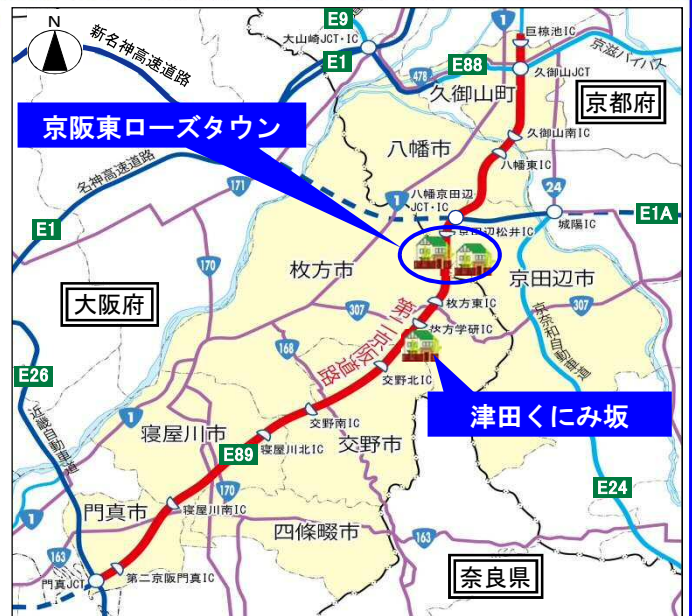 N
E9
大山崎JCT・IC
1
巨椋池IC
新名神高速道路
E1
478
E88
京滋バイパス
久御山JCT
久御山町
京都府
京阪東ローズタウン
久御山南IC
八幡市
八幡東IC
名神高速道路
171
八幡京田辺
JCT・IC
1
24
E1
城陽IC
E1A
京田辺松井IC
170
枚方市
京田辺市
大阪府
枚方東IC
307
307
枚方学研IC
第二京阪道路
168
京奈和自動車道
E26
交野北IC
近畿自動車道
1
交野南IC
津田くにみ坂
寝屋川市
交野市
E89
寝屋川北IC
170
E24
門真市
寝屋川南IC
1
四條畷市
163
163
門真JCT
第二京阪門真IC
奈良県